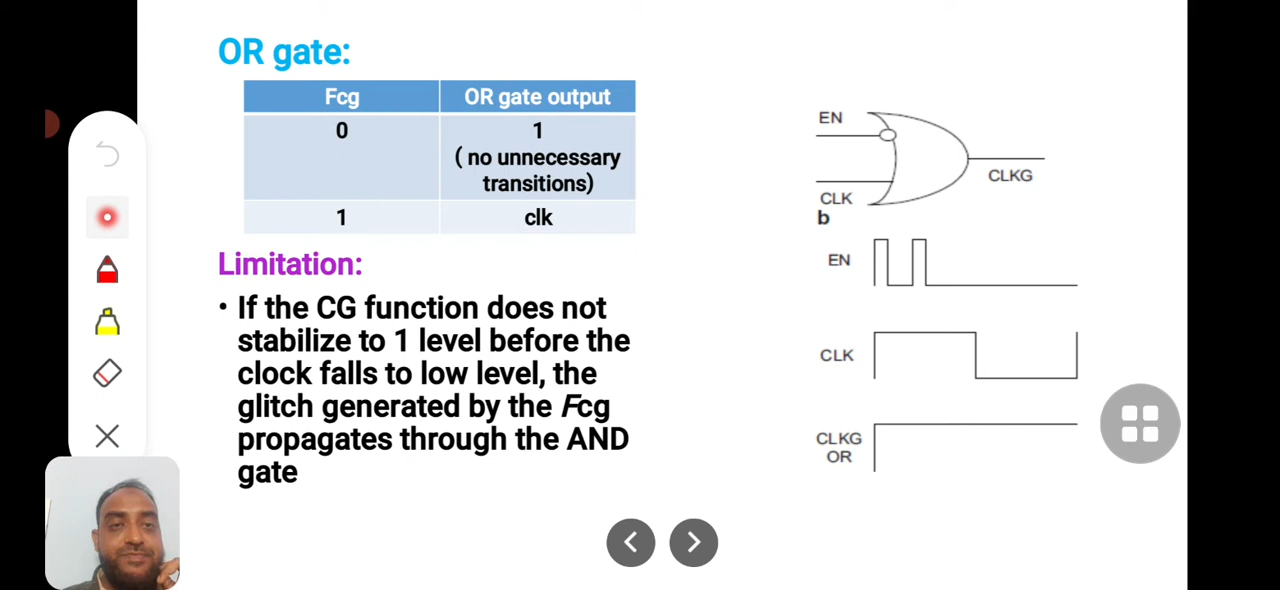 OR gate:
Fcg
OR gate output
0
1
( no unnecessary
transitions)
1
clk
Limitation:
• If the CG function does not
stabilize to 1 level before the
clock falls to low level, the
glitch generated by the Fcg
propagates through the AND
gate
EN
CLK
CLKG
b
EN
CLK
CLKG
OR